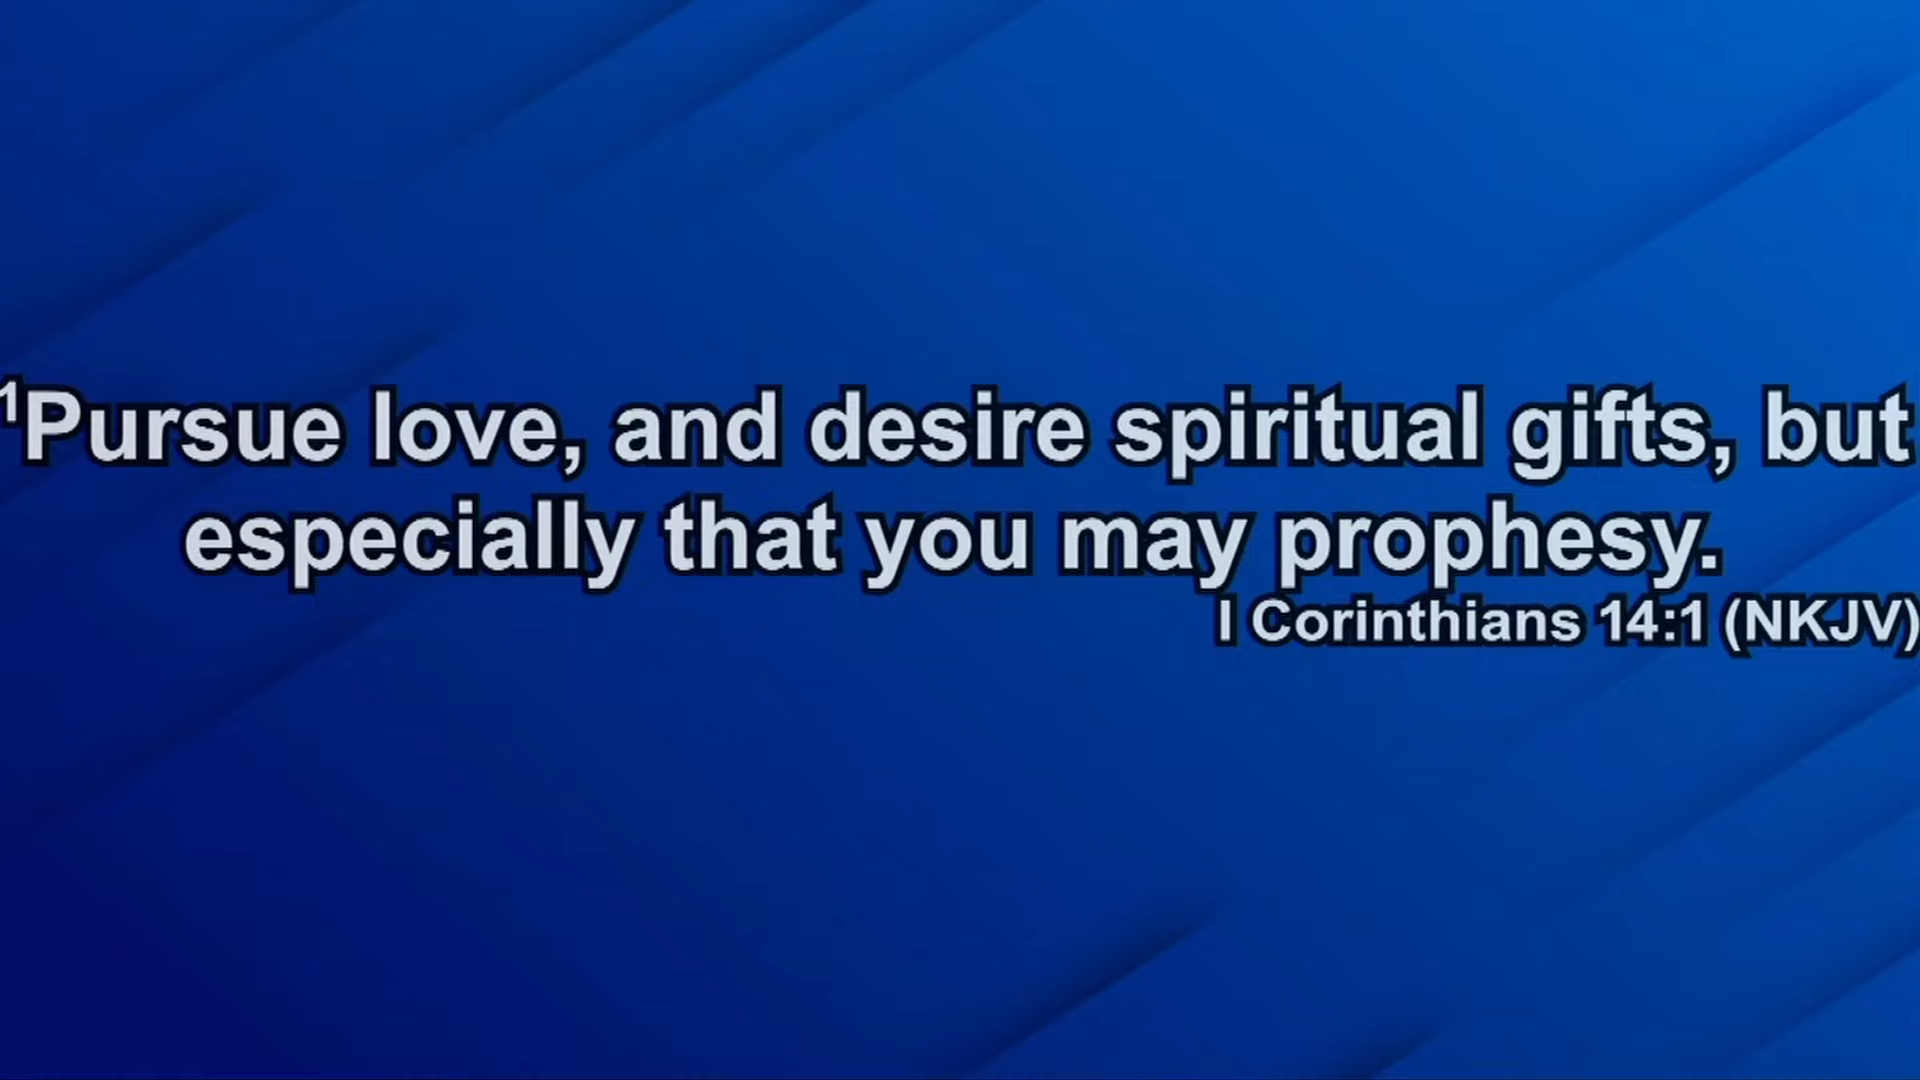 ¹Pursue love, and desire spiritual gifts, but
especially that you may prophesy.
I Corinthians 14:1 (NKJV)